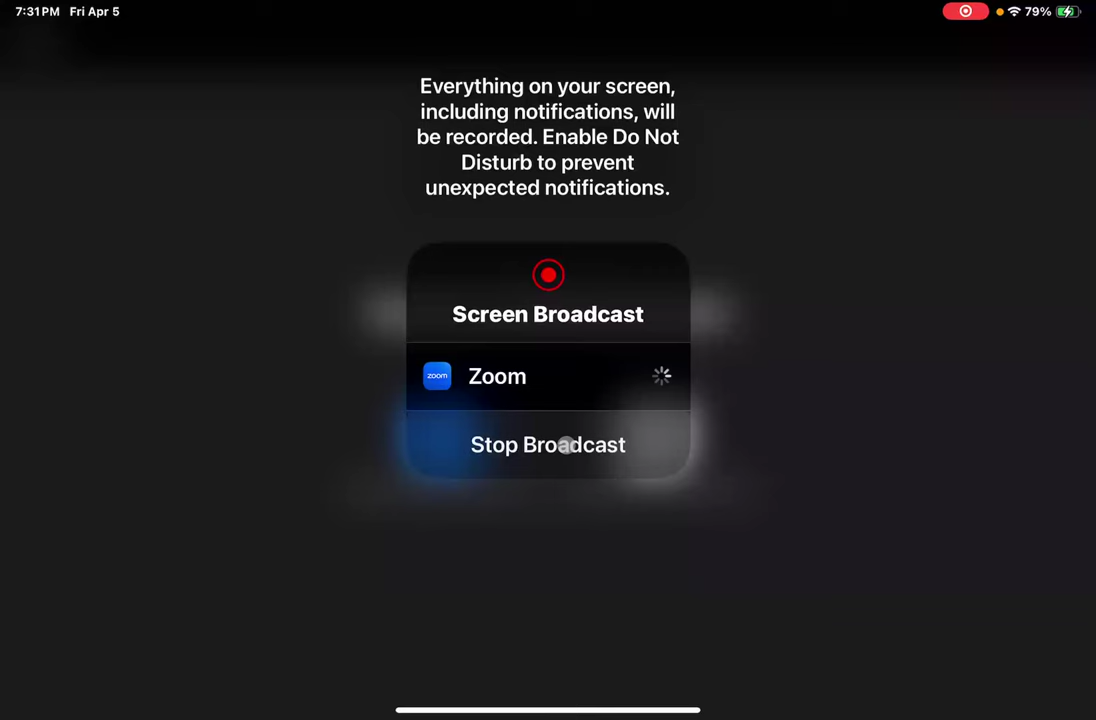 7:31 PM Fri Apr 5
79%
Everything on your screen,
including notifications, will
be recorded. Enable Do Not
Disturb to prevent
unexpected notifications.
Screen Broadcast
zoom
Zoom
Stop Broadcast